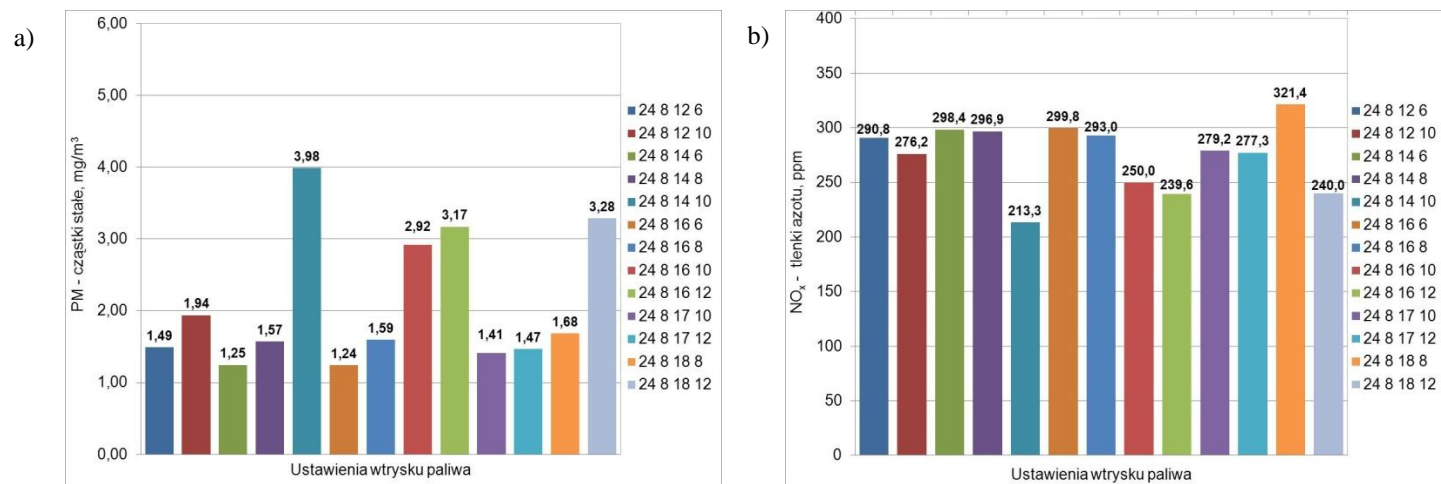 a)
6,00
5,00
4,00
3,00
2,00
1,00
0,00
PM - cząstki stałe, mg/m³
1,49
1,94
1,25
1,57
3,98
1,24
1,59
2,92
3,17
1,41
1,47
1,68
3,28
Ustawienia wtrysku paliwa
24 8 12 6
24 8 12 10
24 8 14 6
24 8 14 8
24 8 14 10
24 8 16 6
24 8 16 8
24 8 16 10
24 8 16 12
24 8 17 10
24 8 17 12
24 8 18 8
24 8 18 12
b)
400
350
300
250
200
150
100
50
0
NOx - tlenki azotu, ppm
290,8
276,2
298,4
296,9
213,3
299,8
293,0
250,0
239,6
279,2
277,3
321,4
240,0
Ustawienia wtrysku paliwa
24 8 12 6
24 8 12 10
24 8 14 6
24 8 14 8
24 8 14 10
24 8 16 6
24 8 16 8
24 8 16 10
24 8 16 12
24 8 17 10
24 8 17 12
24 8 18 8
24 8 18 12